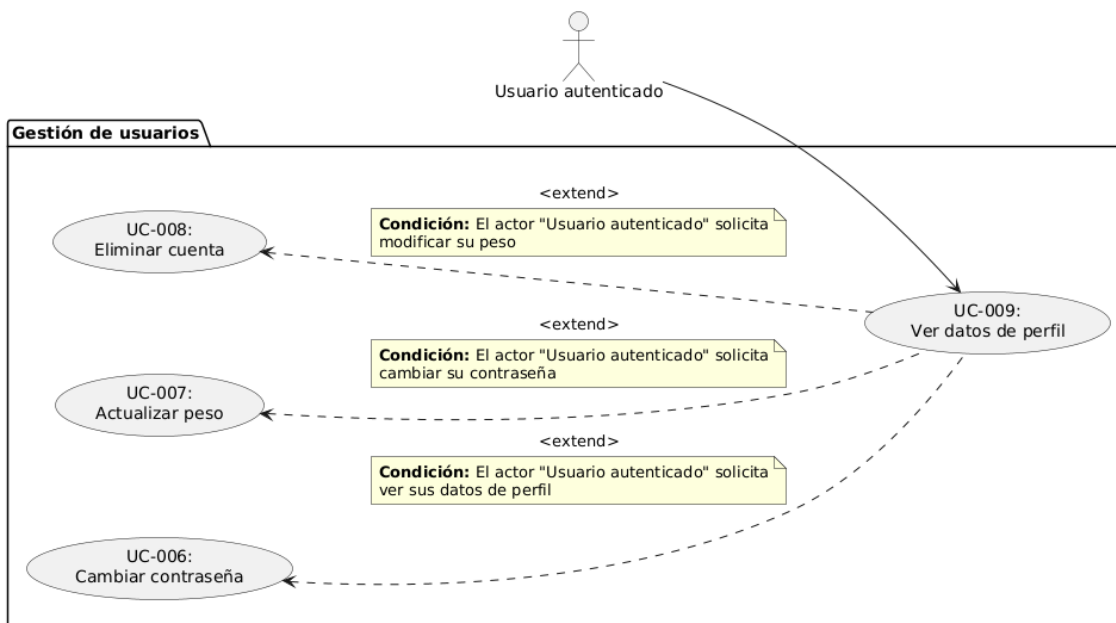 Usuario autenticado
Gestión de usuarios
<extend>
Condición: El actor "Usuario autenticado" solicita
modificar su peso
UC-008:
Eliminar cuenta
UC-009:
Ver datos de perfil
<extend>
Condición: El actor "Usuario autenticado" solicita
cambiar su contraseña
UC-007:
Actualizar peso
<extend>
Condición: El actor "Usuario autenticado" solicita
ver sus datos de perfil
UC-006:
Cambiar contraseña